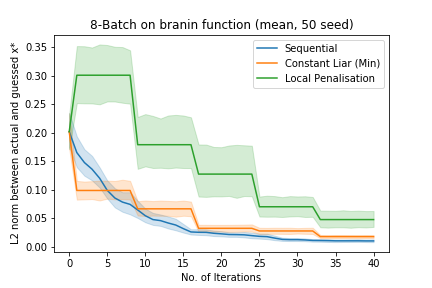 8-Batch on branin function (mean, 50 seed)
L2 norm between actual and guessed x*
0.35
0.30
0.25
0.20
0.15
0.10
0.05
0.00
Sequential
Constant Liar (Min)
Local Penalisation
0 5 10 15 20 25 30 35 40
No. of Iterations